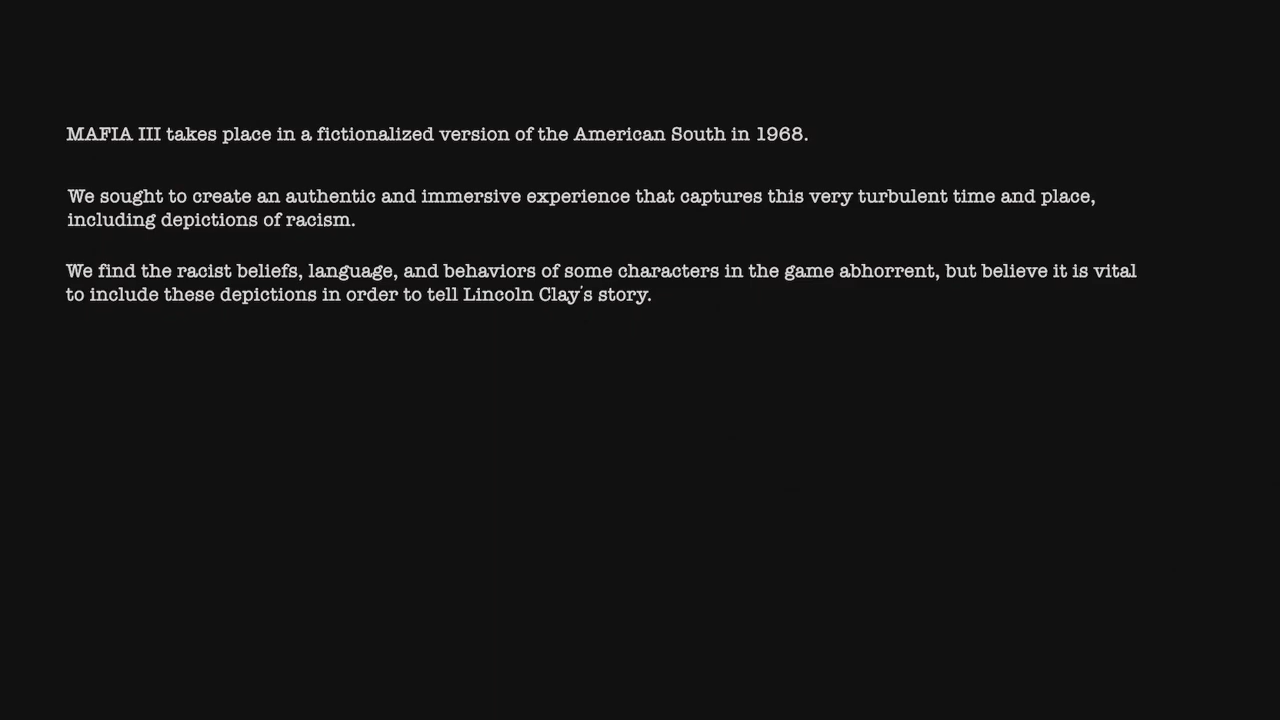 MAFIA III takes place in a fictionalized version of the American South in 1968.
We sought to create an authentic and immersive experience that captures this very turbulent time and place,
including depictions of racism.
We find the racist beliefs, language, and behaviors of some characters in the game abhorrent, but believe it is vital
to include these depictions in order to tell Lincoln Clay's story.